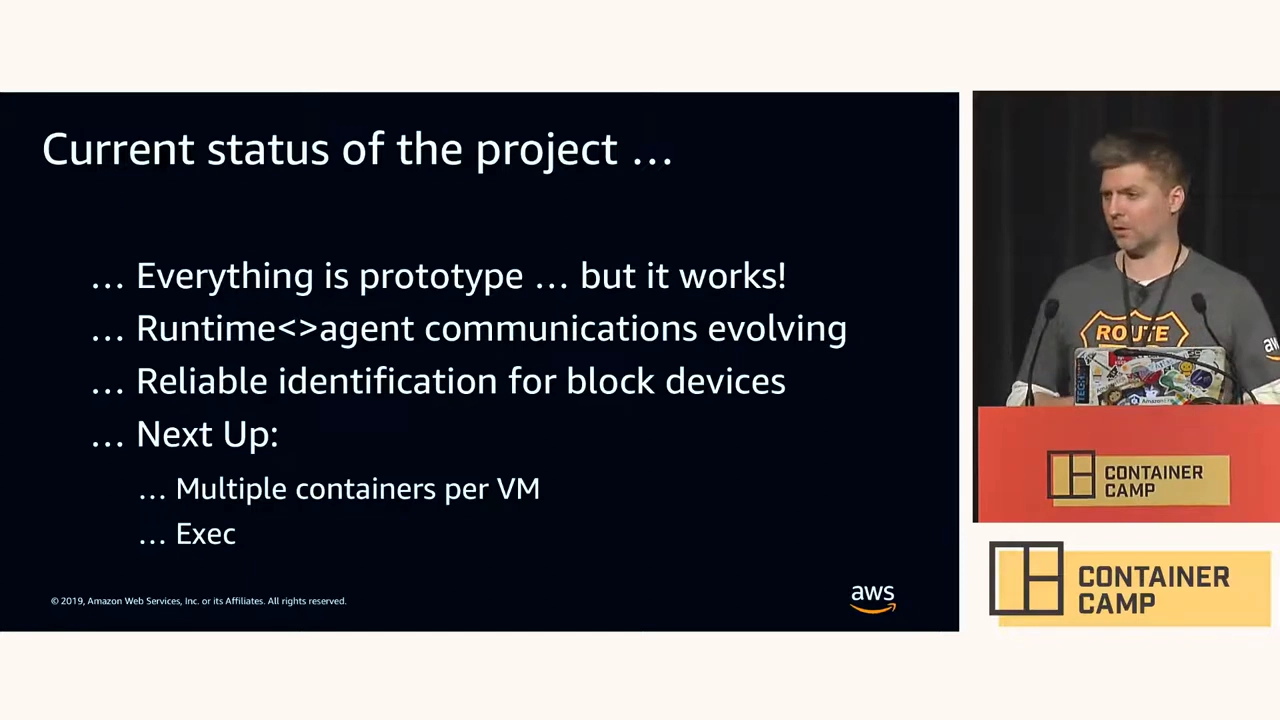 Current status of the project …
… Everything is prototype … but it works!
… Runtime<>agent communications evolving
… Reliable identification for block devices
… Next Up:
… Multiple containers per VM
… Exec
© 2019, Amazon Web Services, Inc. or its Affiliates. All rights reserved.
aws
ROUTE
CONTAINER
CAMP
CONTAINER
CAMP